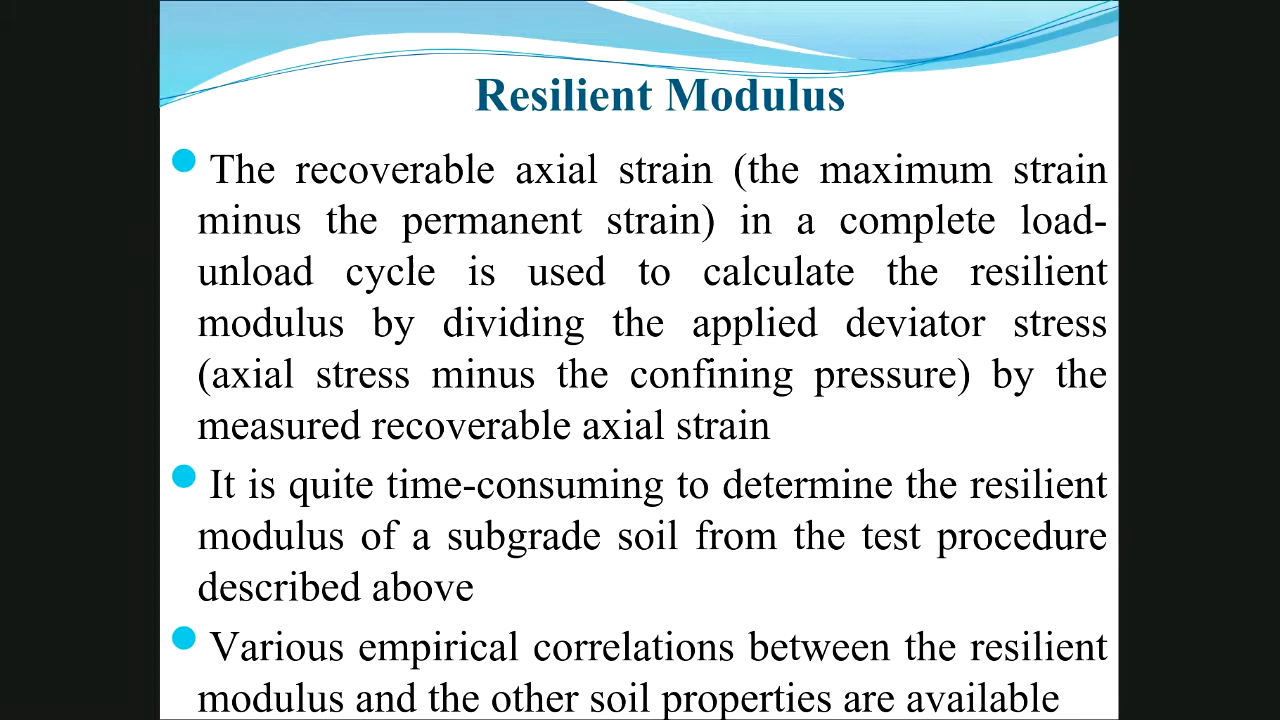 Resilient Modulus
The recoverable axial strain (the maximum strain
minus the permanent strain) in a complete load-
unload cycle is used to calculate the resilient
modulus by dividing the applied deviator stress
(axial stress minus the confining pressure) by the
measured recoverable axial strain
It is quite time-consuming to determine the resilient
modulus of a subgrade soil from the test procedure
described above
Various empirical correlations between the resilient
modulus and the other soil properties are available